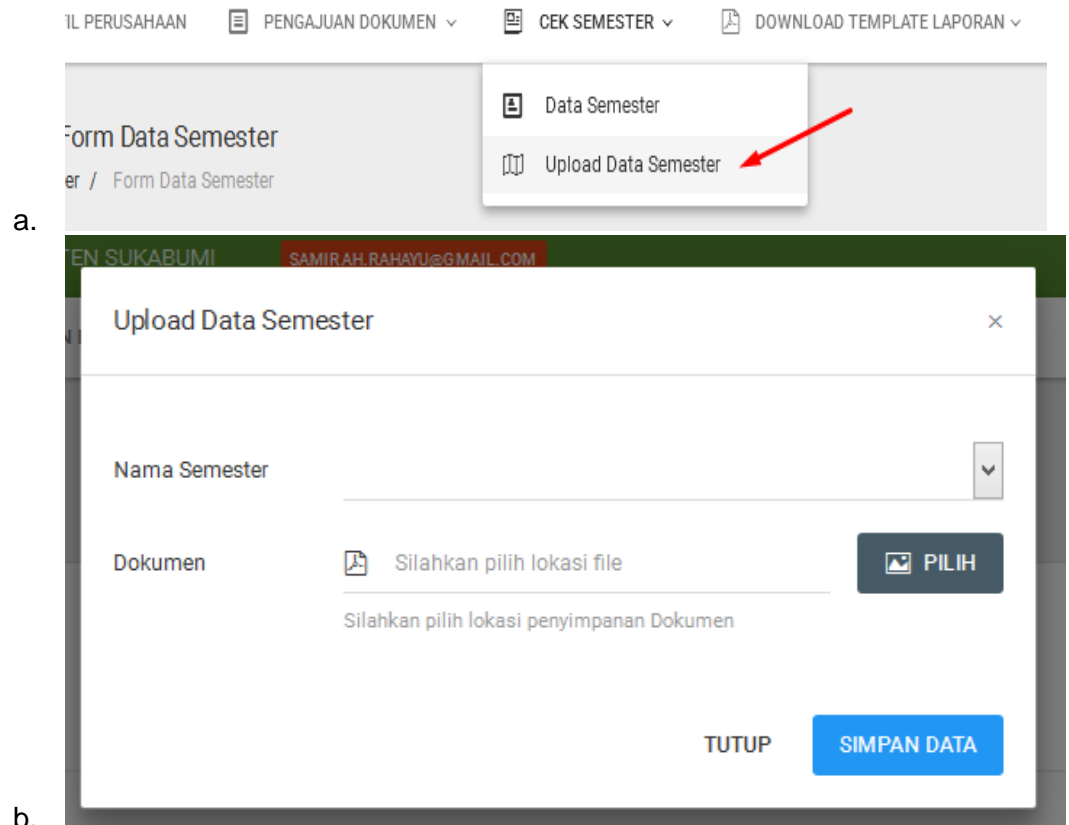 IL PERUSAHAAN PENGAJUAN DOKUMEN CEK SEMESTER DOWNLOAD TEMPLATE LAPORAN
Data Semester
Form Data Semester
Upload Data Semester
er / Form Data Semester
a.
TEN SUKABUMI SAMIRAH.RAHAYU@GMAIL.COM
Upload Data Semester ×
Nama Semester
Dokumen Silahkan pilih lokasi file PILIH
Silahkan pilih lokasi penyimpanan Dokumen
TUTUP SIMPAN DATA
b.